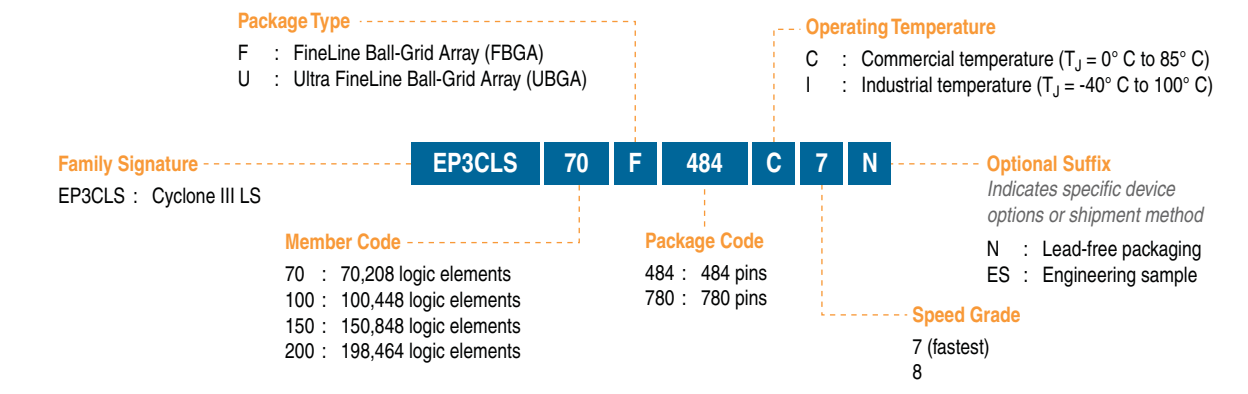 Package Type
F : FineLine Ball-Grid Array (FBGA)
U : Ultra FineLine Ball-Grid Array (UBGA)
Operating Temperature
C : Commercial temperature (TJ = 0° C to 85° C)
I : Industrial temperature (TJ = -40° C to 100° C)
EP3CLS 70 F 484 C 7 N
Family Signature
EP3CLS : Cyclone III LS
Optional Suffix
Indicates specific device
options or shipment method
N : Lead-free packaging
ES : Engineering sample
Member Code
70 : 70,208 logic elements
100 : 100,448 logic elements
150 : 150,848 logic elements
200 : 198,464 logic elements
Package Code
484 : 484 pins
780 : 780 pins
Speed Grade
7 (fastest)
8